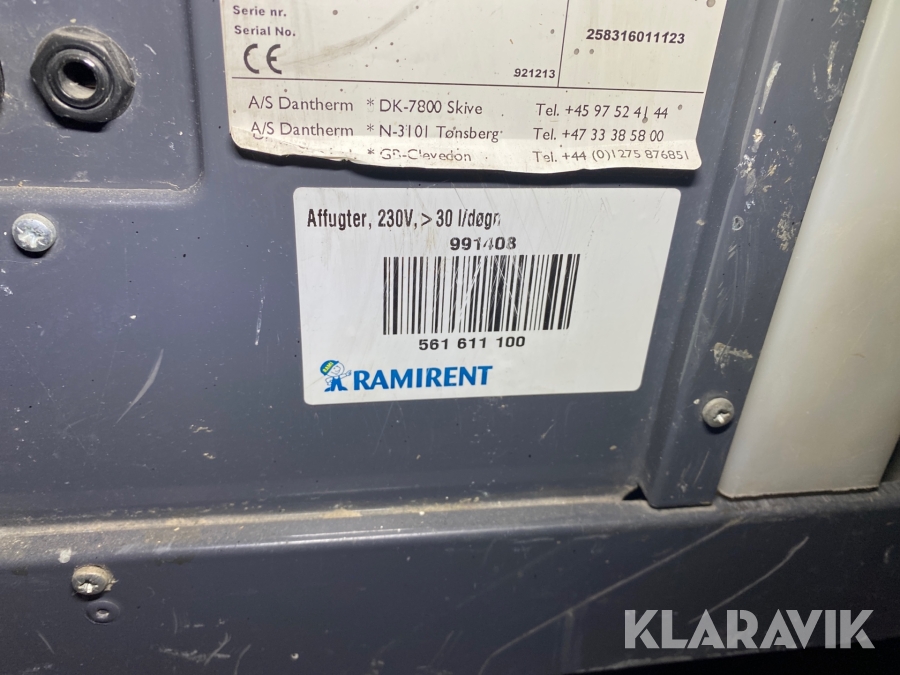 Serie nr.
Serial No. 258316011123
CE 921213
A/S Dantherm * DK-7800 Skive Tel. +45 97 52 41 44
A/S Dantherm * N-3101 Tønsberg Tel. +47 33 38 58 00
* GB-Clevedon Tel. +44 (0)1275 876851
Affugter, 230V, > 30 l/døgn
991408
561 611 100
RAMIRENT
KLARAVIK